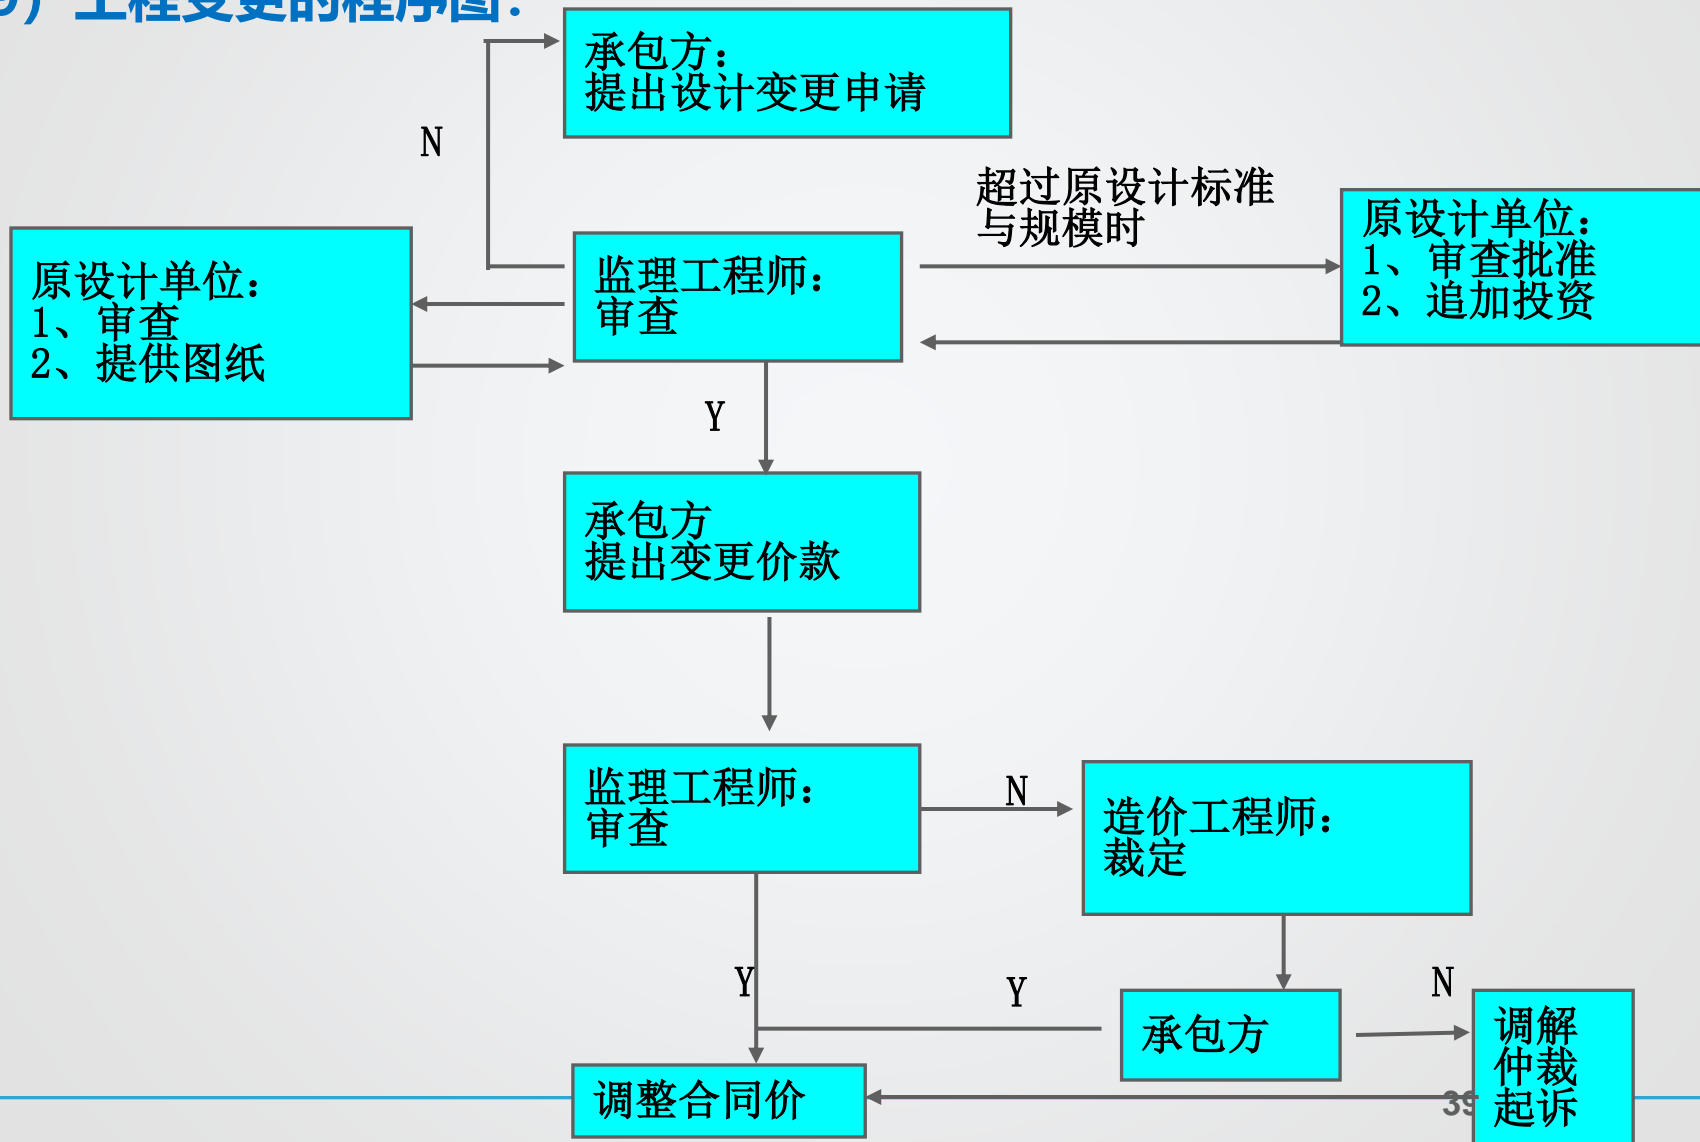 ）工程变更的程序图：
承包方：
提出设计变更申请
N
超过原设计标准
与规模时
原设计单位：
1、审查批准
2、追加投资
原设计单位：
1、审查
2、提供图纸
监理工程师：
审查
Y
承包方
提出变更价款
监理工程师：
审查
N
造价工程师：
裁定
Y
Y
N
承包方
调解
仲裁
起诉
调整合同价
39